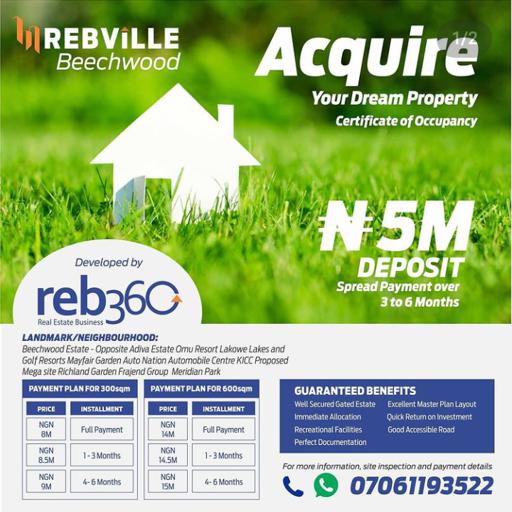 REBVILLE
Beechwood
1/2
Acquire
Your Dream Property
Certificate of Occupancy
₦5M
DEPOSIT
Spread Payment over
3 to 6 Months
Developed by
reb360
Real Estate Business
LANDMARK/NEIGHBOURHOOD:
Beechwood Estate - Opposite Adiva Estate Omu Resort Lakowe Lakes and
Golf Resorts Mayfair Garden Auto Nation Automobile City KICC Proposed
Mega site Richland Garden Frajend Group Meridian Park
PAYMENT PLAN FOR 300sqm
PRICE INSTALLMENT
NGN
8M
Full Payment
NGN
8.5M
1 - 3 Months
NGN
9M
4- 6 Months
PAYMENT PLAN FOR 600sqm
PRICE INSTALLMENT
NGN
14M
Full Payment
NGN
14.5M
1 - 3 Months
NGN
15M
4- 6 Months
GUARANTEED BENEFITS
Well Secured Gated Estate Excellent Master Plan Layout
Immediate Allocation Quick Return on Investment
Recreational Facilities Good Accessible Road
Perfect Documentation
For more information, site inspection and payment details
07061193522